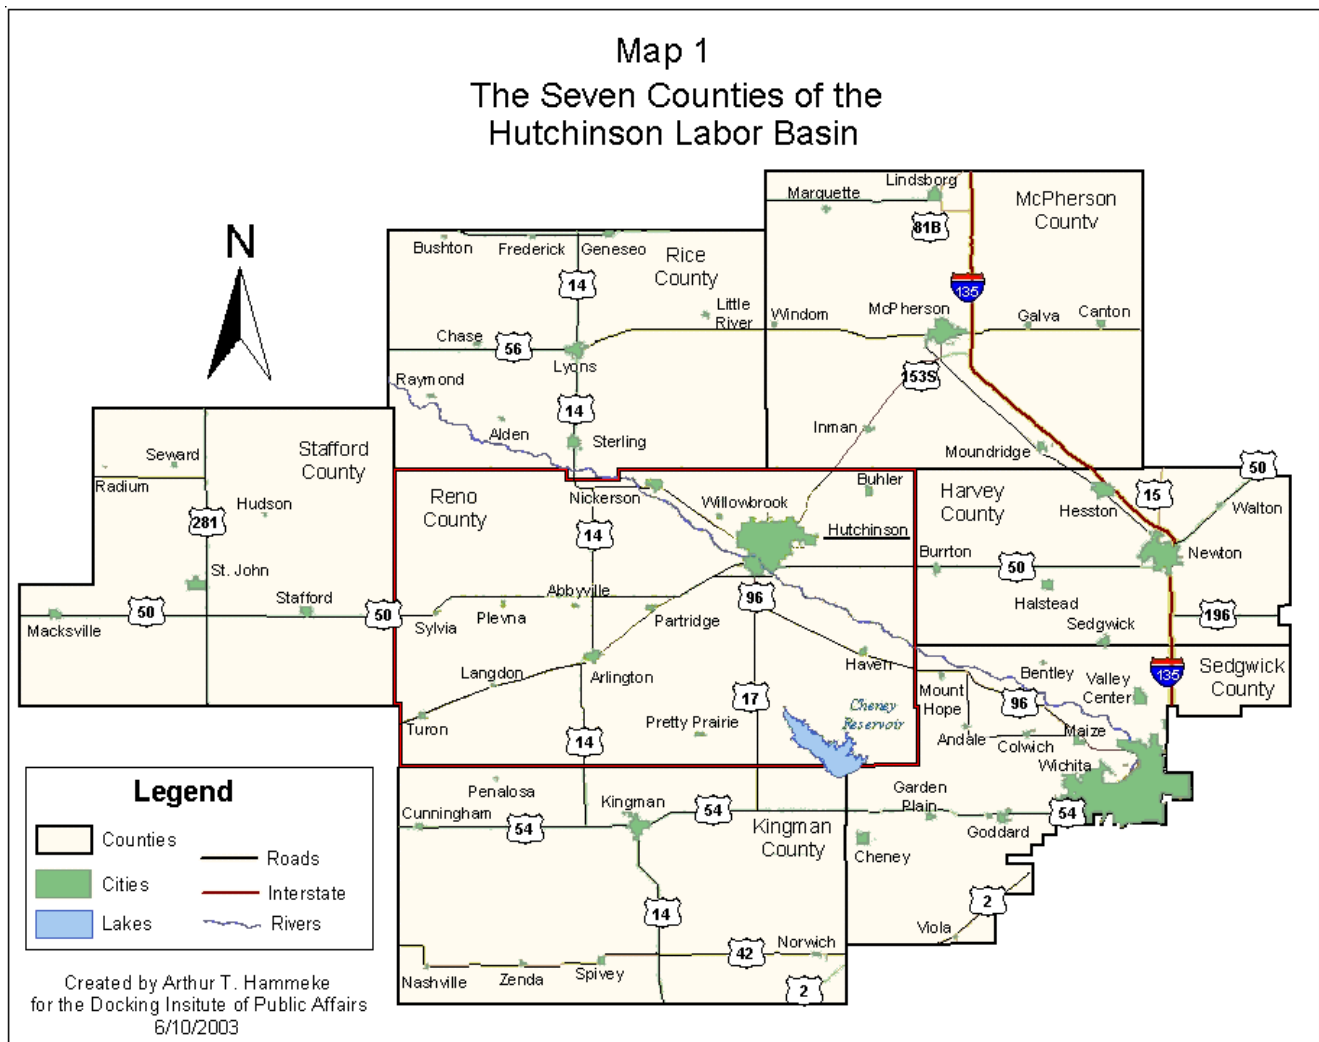 Map 1
The Seven Counties of the
Hutchinson Labor Basin
N
Lindsborg
Marquette
McPherson
County
81B
Bushton
Frederick
Geneseo
Rice
County
14
135
Little
River
Windom
McPherson
Galva
Canton
Chase
56
Lyons
153S
Raymond
14
Alden
Sterling
Inman
Moundridge
Stafford
County
Seward
Radium
Hudson
281
St. John
Stafford
50
Macksville
50
Reno
County
Nickerson
Willowbrook
Buhler
Hutchinson
14
Harvey
County
Hesston
15
50
Walton
Newton
Burrton
50
Halstead
196
Sedgwick
Abbyville
Sylvia
Plevna
Partridge
96
Haven
Langdon
Arlington
Turon
Pretty Prairie
17
14
Cheney
Reservoir
Mount
Hope
Bentley
Valley
Center
135
Sedgwick
County
96
Andale
Colwich
Maize
Wichita
Legend
Counties
Cities
Lakes
Roads
Interstate
Rivers
Penalosa
Cunningham
54
Kingman
54
Kingman
County
Garden
Plain
Goddard
54
Cheney
14
2
Viola
Nashville
Zenda
Spivey
42
Norwich
2
Created by Arthur T. Hammeke
for the Docking Insitute of Public Affairs
6/10/2003